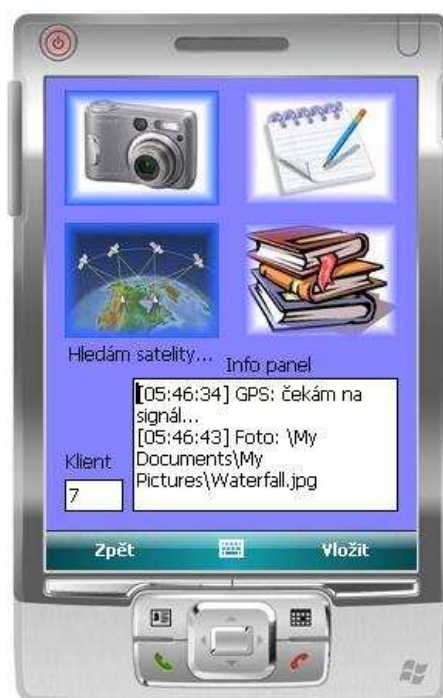 Hledám satelity...
Info panel
[05:46:34] GPS: čekám na
signál...
[05:46:43] Foto: \My
Documents\My
Pictures\Waterfall.jpg
Klient
7
Zpět
Vložit